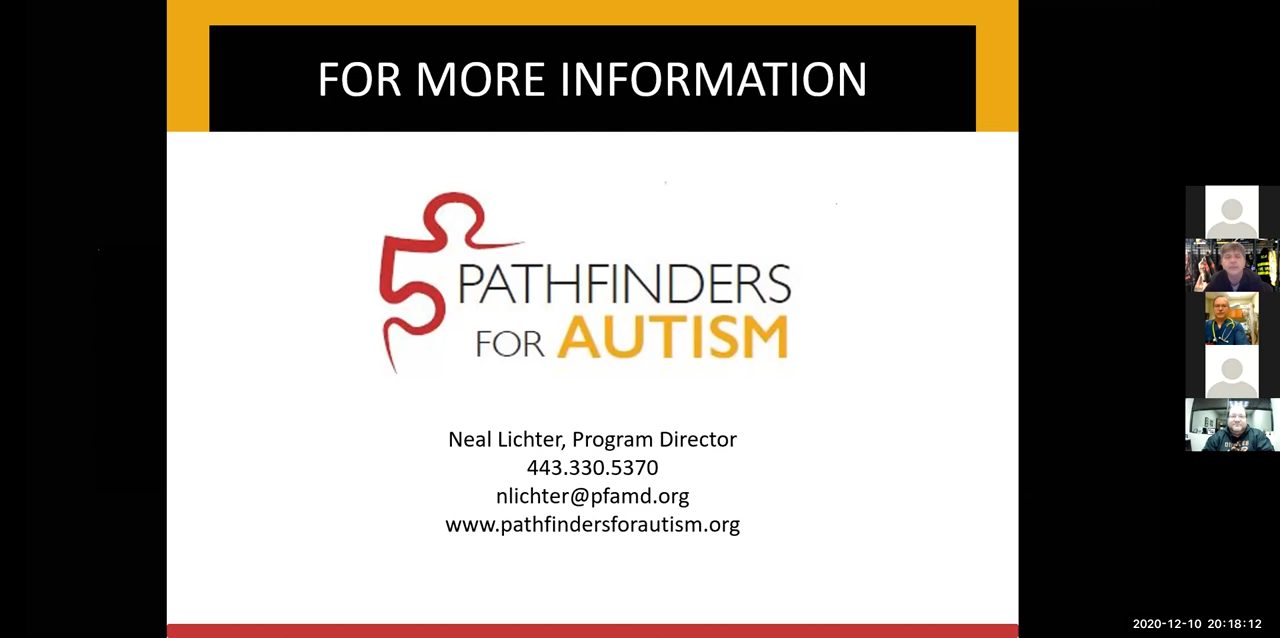 FOR MORE INFORMATION
PATHFINDERS
FOR AUTISM
Neal Lichter, Program Director
443.330.5370
nlichter@pfamd.org
www.pathfindersforautism.org
2020-12-10 20:18:12